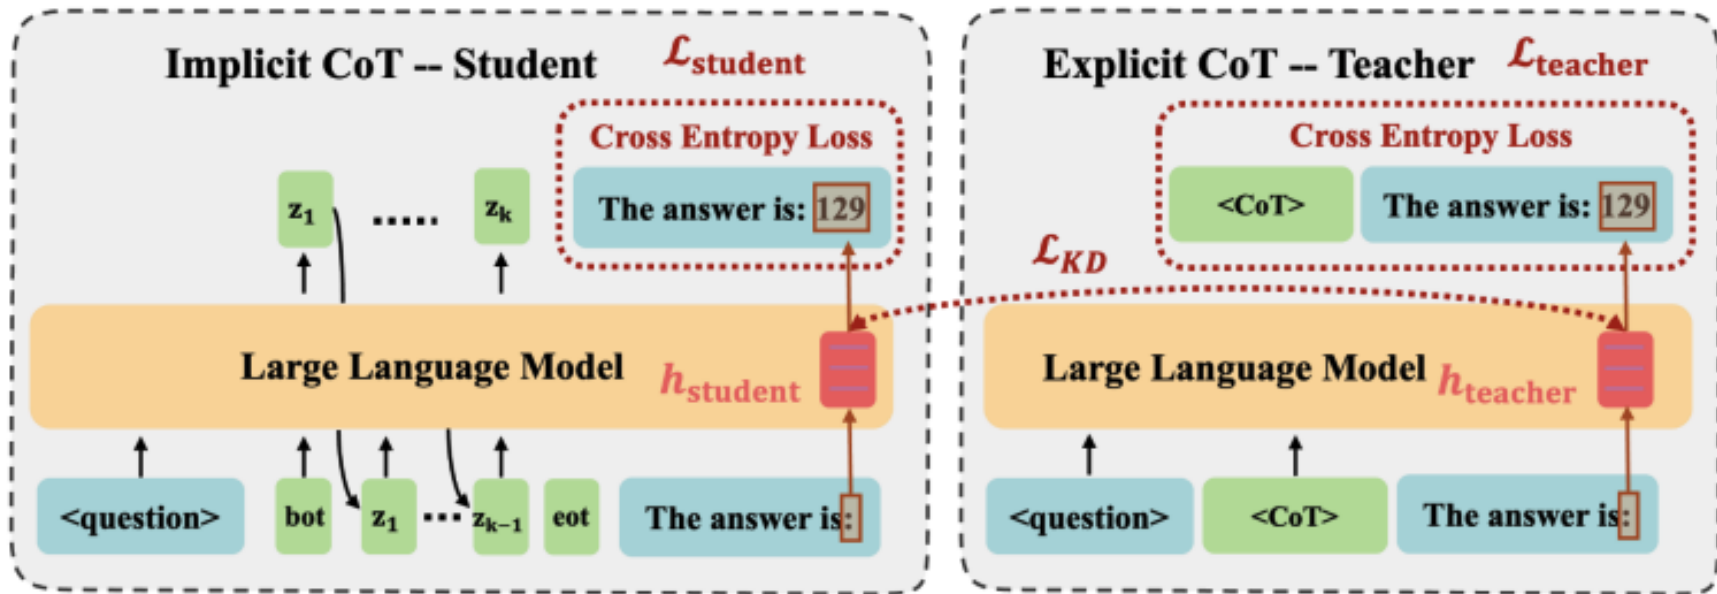 Implicit CoT -- Student
ℒstudent
Cross Entropy Loss
z1 ...... zk
The answer is: 129
Large Language Model
hstudent
<question>
bot
z1 ... zk−1
eot
The answer is:
ℒKD
Explicit CoT -- Teacher
ℒteacher
Cross Entropy Loss
<CoT>
The answer is: 129
Large Language Model
hteacher
<question>
<CoT>
The answer is: